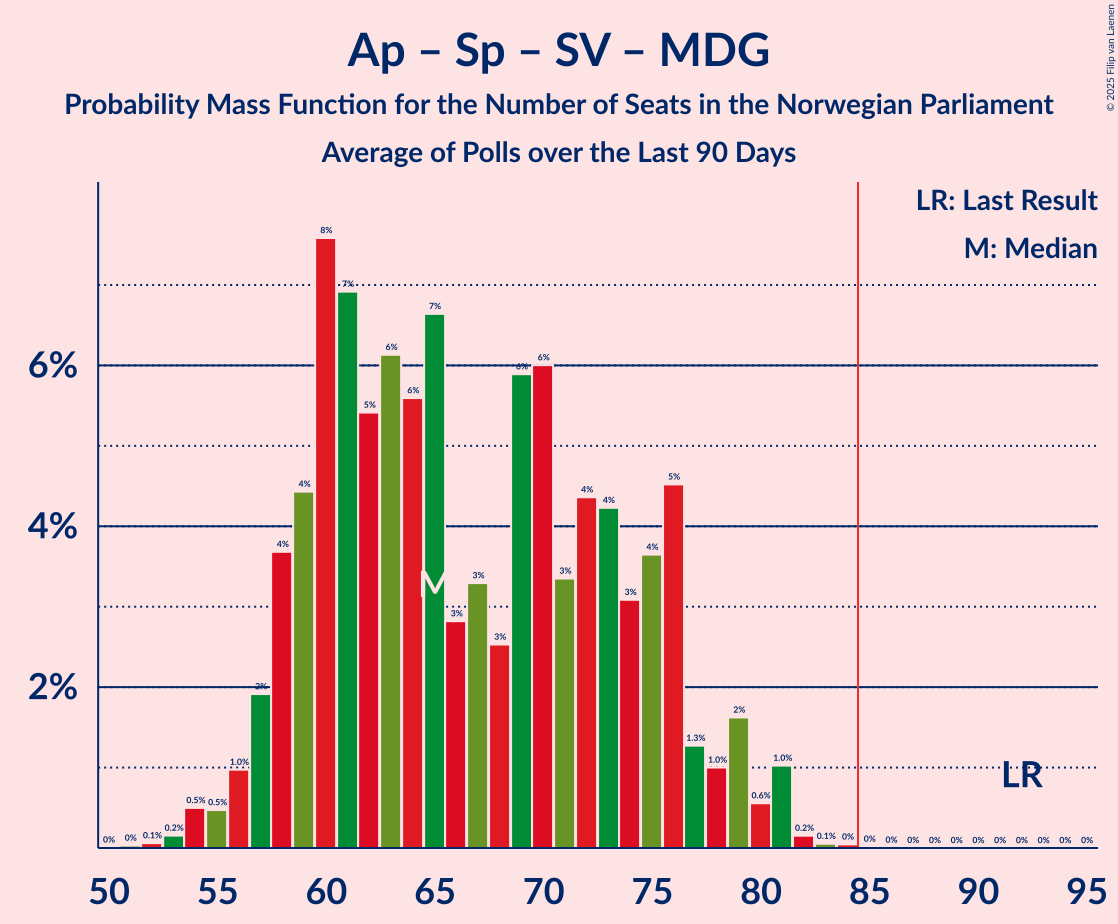 Ap – Sp – SV – MDG
Probability Mass Function for the Number of Seats in the Norwegian Parliament
Average of Polls over the Last 90 Days
© 2025 Filip van Laenen
LR: Last Result
M: Median
6%
4%
2%
0% 0% 0.1% 0.2% 0.5% 0.5% 1.0% 2% 4% 4% 8% 7% 5% 6% 6% 7% 3% 3% 3% 6% 6% 3% 4% 4% 3% 4% 5% 1.3% 1.0% 2% 0.6% 1.0% 0.2% 0.1% 0% 0% 0% 0% 0% 0% 0% 0% 0% 0% 0% 0%
M
LR
50 55 60 65 70 75 80 85 90 95